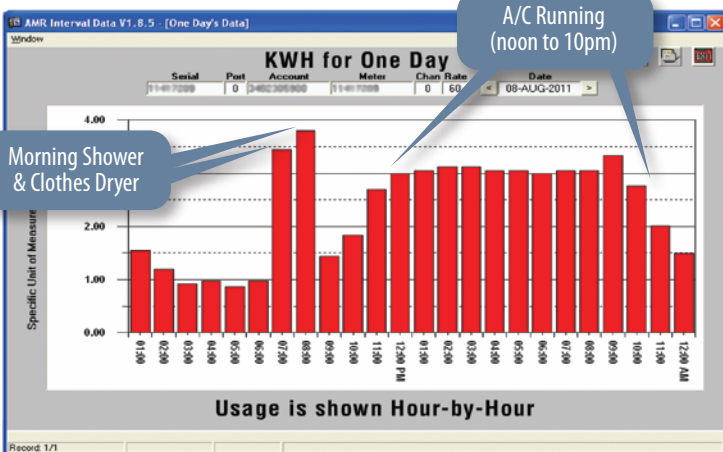 AMR Interval Data V1.8.5 - [One Day's Data]
Window
A/C Running
(noon to 10pm)
KWH for One Day
Serial Port Account Meter Chan Rate Date
0 0 60 < 08-AUG-2011 >
Morning Shower
& Clothes Dryer
Specific Unit of Measure
4.00
2.00
1.00
0.00
01:00 02:00 03:00 04:00 05:00 06:00 07:00 08:00 09:00 10:00 11:00 12:00 PM 01:00 02:00 03:00 04:00 05:00 06:00 07:00 08:00 09:00 10:00 11:00 12:00 AM
Usage is shown Hour-by-Hour
Record: 1/1